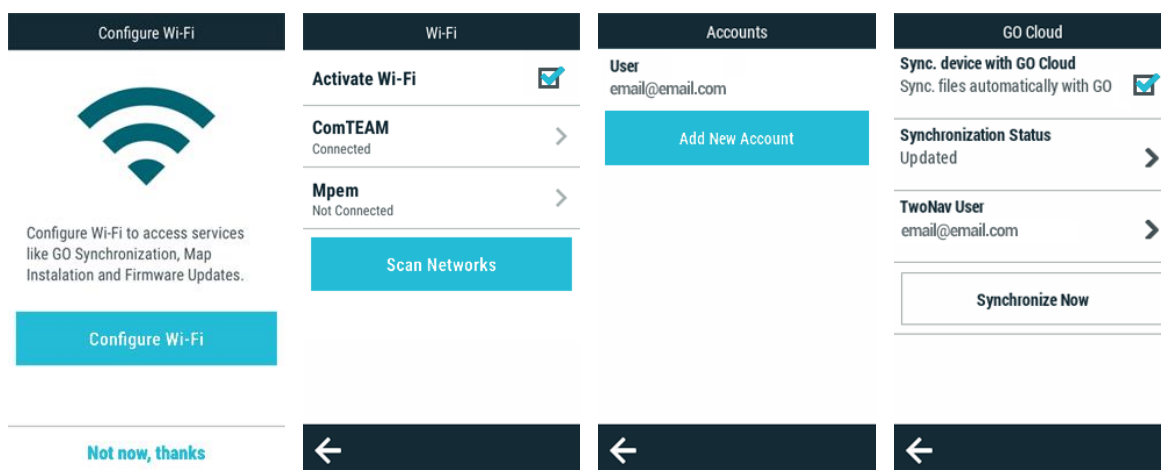 Configure Wi-Fi
Configure Wi-Fi to access services
like GO Synchronization, Map
Instalation and Firmware Updates.
Configure Wi-Fi
Not now, thanks
Wi-Fi
Activate Wi-Fi
ComTEAM
Connected
Mpem
Not Connected
Scan Networks
Accounts
User
email@email.com
Add New Account
GO Cloud
Sync. device with GO Cloud
Sync. files automatically with GO
Synchronization Status
Updated
TwoNav User
email@email.com
Synchronize Now